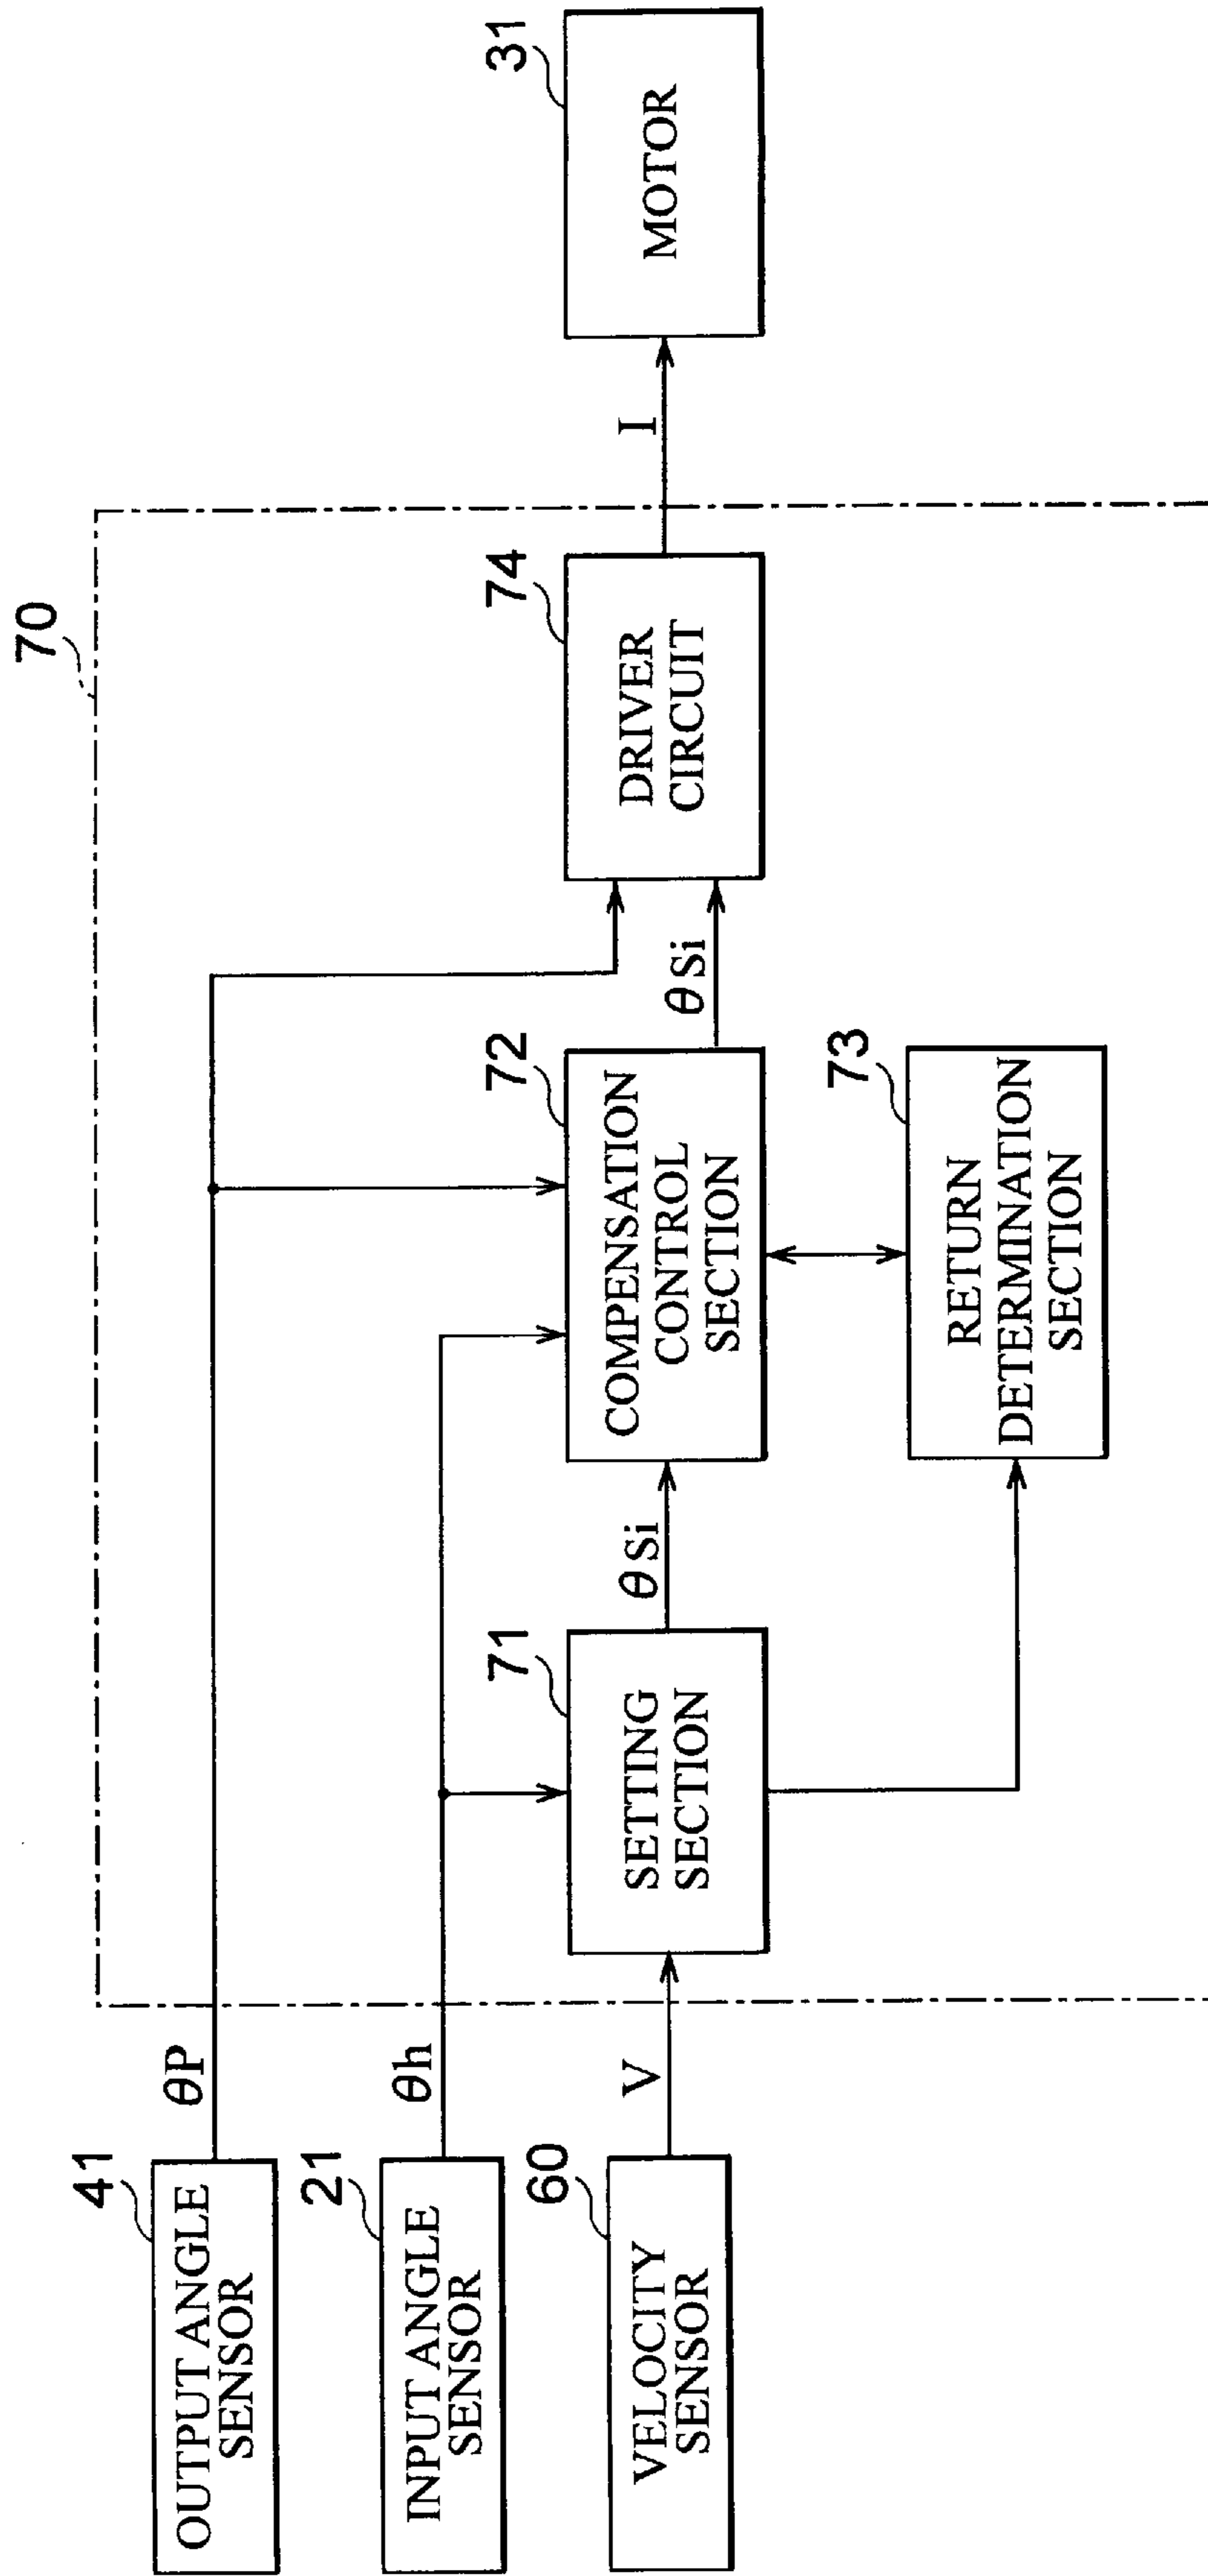 70
41
OUTPUT ANGLE
SENSOR
θP
21
INPUT ANGLE
SENSOR
θh
60
VELOCITY
SENSOR
V
71
SETTING
SECTION
θSi
72
COMPENSATION
CONTROL
SECTION
θSi
73
RETURN
DETERMINATION
SECTION
74
DRIVER
CIRCUIT
I
31
MOTOR